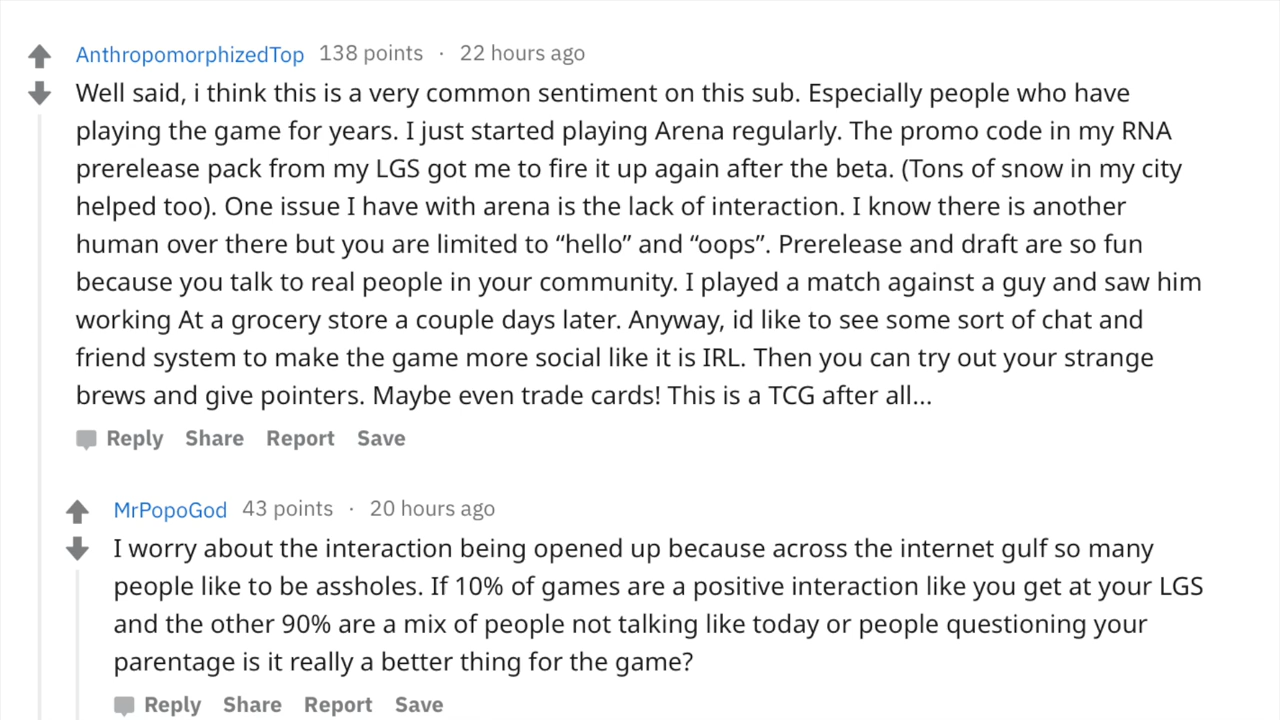 AnthropomorphizedTop 138 points · 22 hours ago
Well said, i think this is a very common sentiment on this sub. Especially people who have
playing the game for years. I just started playing Arena regularly. The promo code in my RNA
prerelease pack from my LGS got me to fire it up again after the beta. (Tons of snow in my city
helped too). One issue I have with arena is the lack of interaction. I know there is another
human over there but you are limited to “hello” and “oops”. Prerelease and draft are so fun
because you talk to real people in your community. I played a match against a guy and saw him
working At a grocery store a couple days later. Anyway, id like to see some sort of chat and
friend system to make the game more social like it is IRL. Then you can try out your strange
brews and give pointers. Maybe even trade cards! This is a TCG after all...
Reply Share Report Save
MrPopoGod 43 points · 20 hours ago
I worry about the interaction being opened up because across the internet gulf so many
people like to be assholes. If 10% of games are a positive interaction like you get at your LGS
and the other 90% are a mix of people not talking like today or people questioning your
parentage is it really a better thing for the game?
Reply Share Report Save